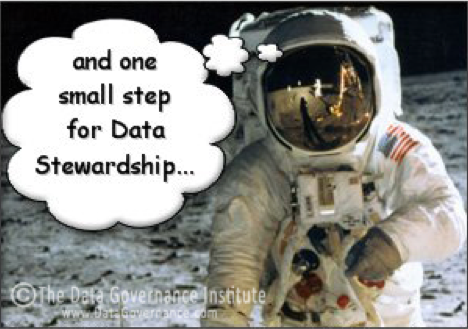 and one
small step
for Data
Stewardship...
©The Data Governance Institute
www.DataGovernance.com